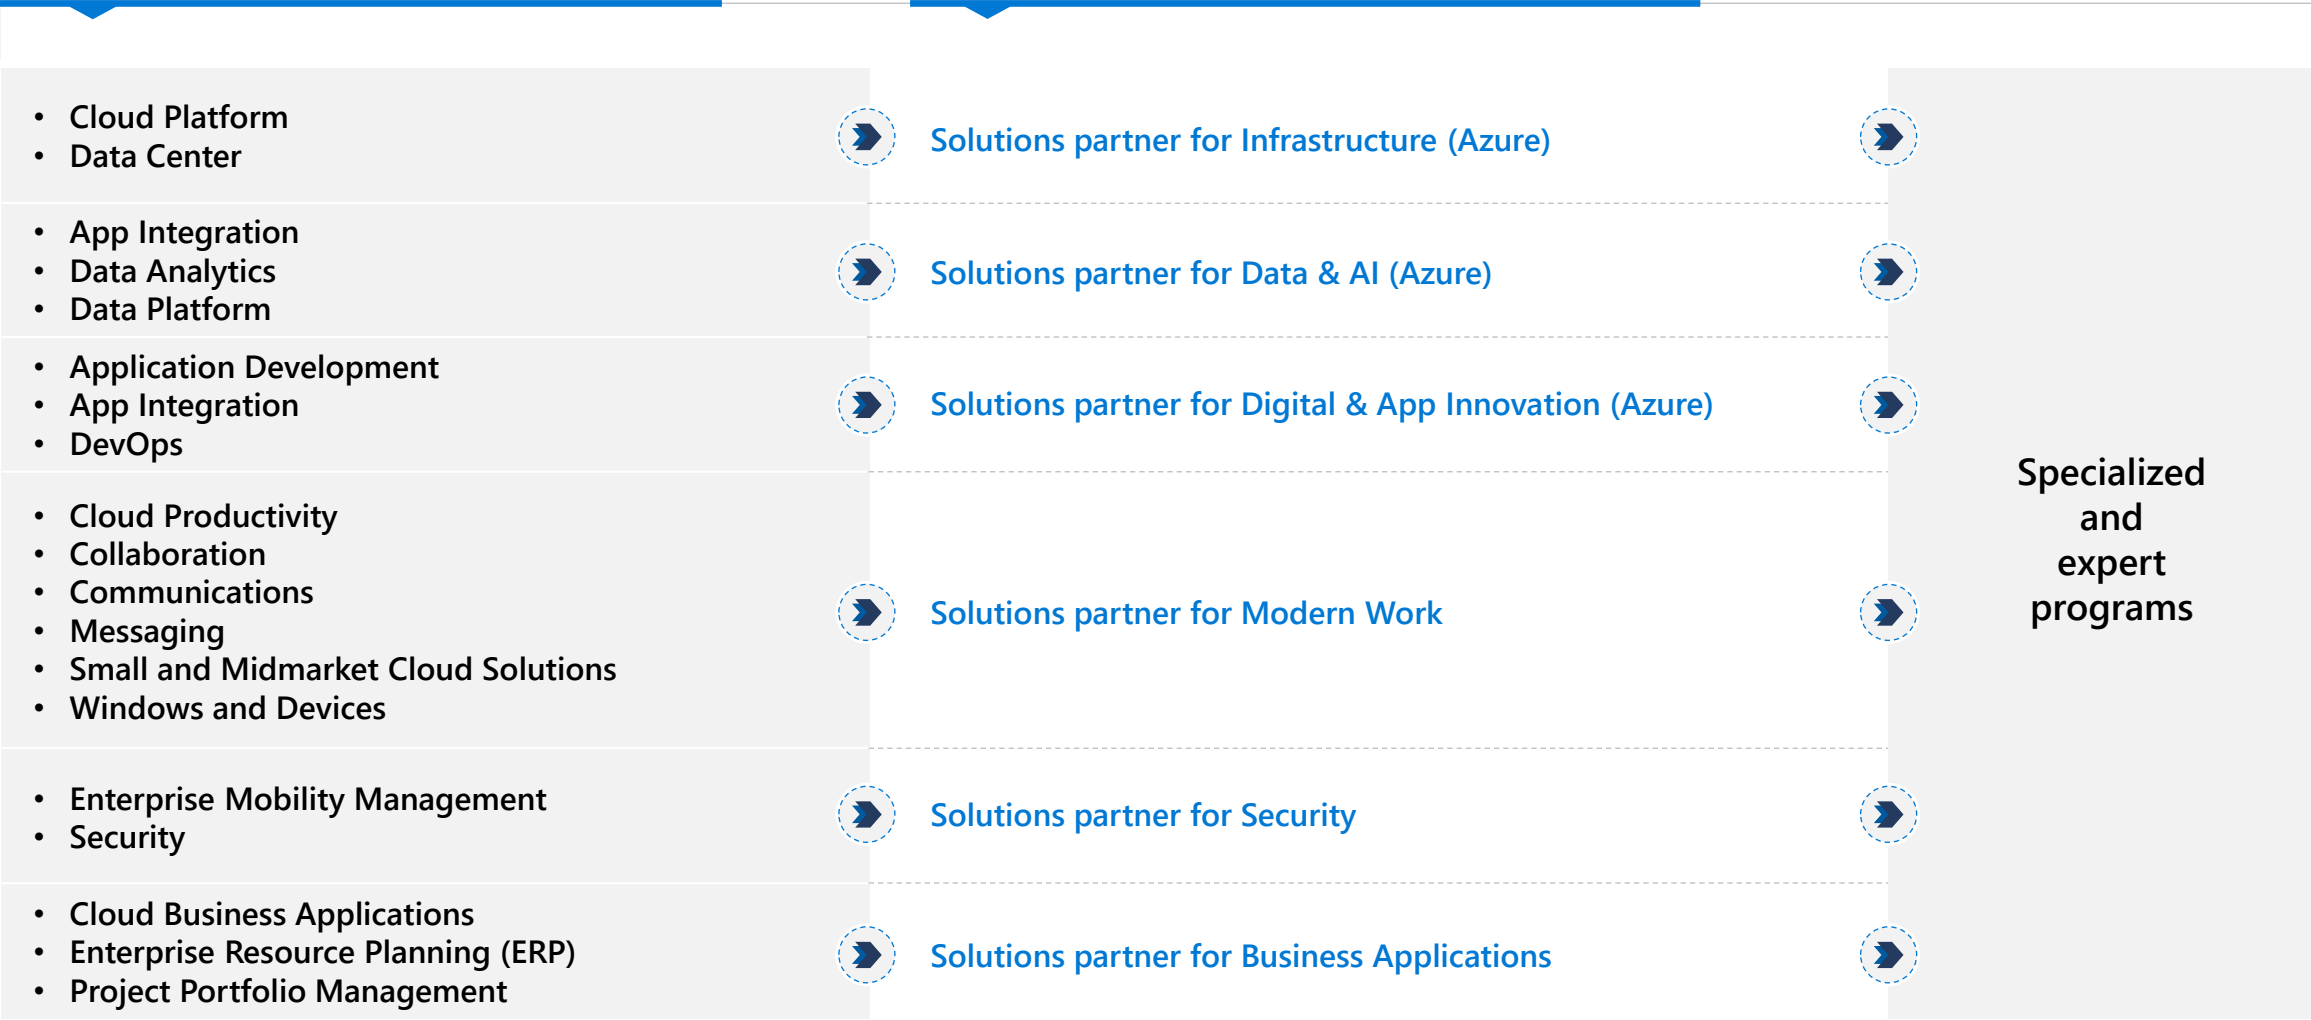 • Cloud Platform
• Data Center
Solutions partner for Infrastructure (Azure)
• App Integration
• Data Analytics
• Data Platform
Solutions partner for Data & AI (Azure)
• Application Development
• App Integration
• DevOps
Solutions partner for Digital & App Innovation (Azure)
• Cloud Productivity
• Collaboration
• Communications
• Messaging
• Small and Midmarket Cloud Solutions
• Windows and Devices
Solutions partner for Modern Work
• Enterprise Mobility Management
• Security
Solutions partner for Security
• Cloud Business Applications
• Enterprise Resource Planning (ERP)
• Project Portfolio Management
Solutions partner for Business Applications
Specialized
and
expert
programs